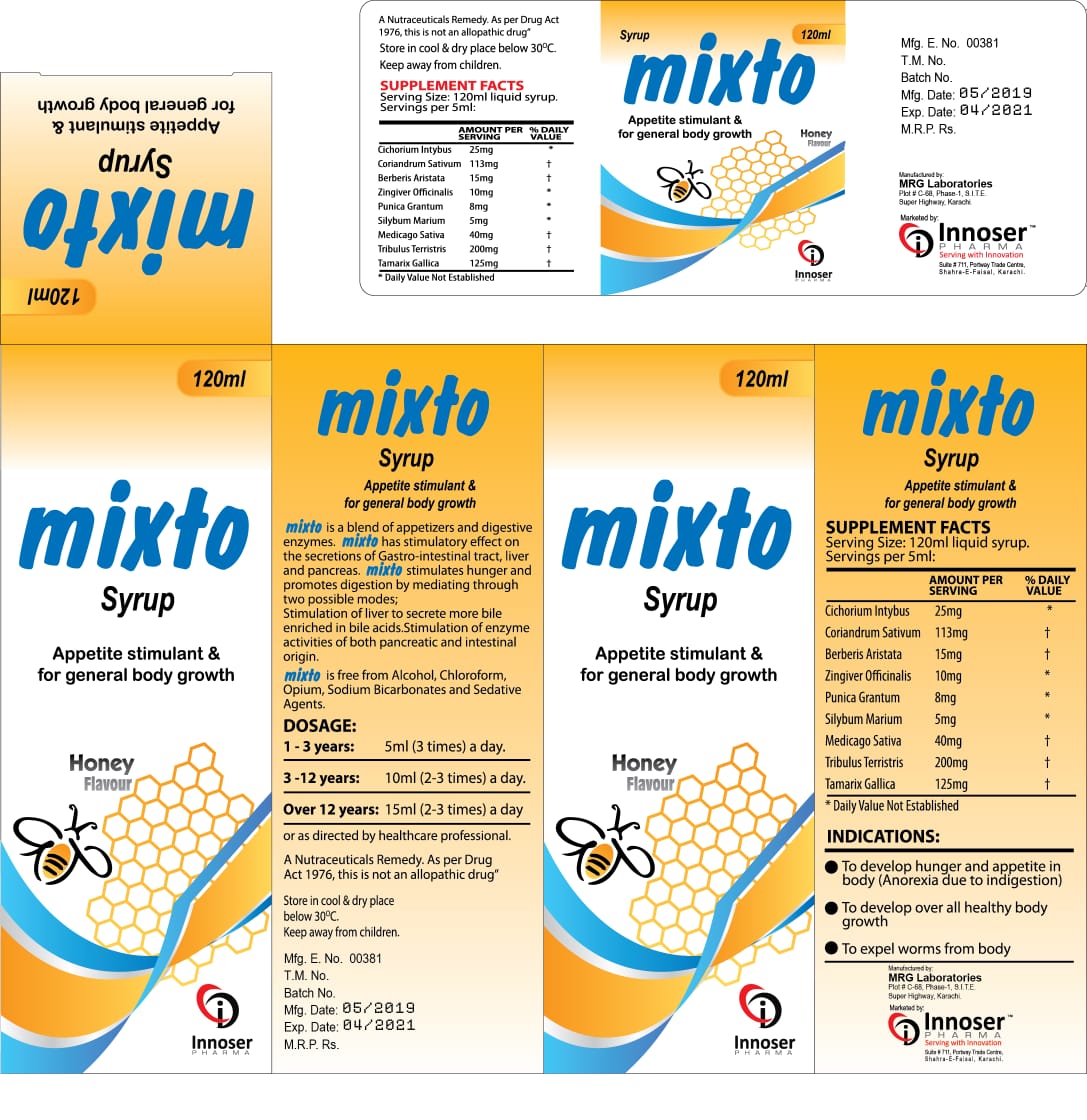 A Nutraceuticals Remedy. As per Drug Act
1976, this is not an allopathic drug”
Store in cool & dry place below 30⁰C.
Keep away from children.
SUPPLEMENT FACTS
Serving Size: 120ml liquid syrup.
Servings per 5ml:
AMOUNT PER SERVING % DAILY VALUE
Cichorium Intybus 25mg *
Coriandrum Sativum 113mg †
Berberis Aristata 15mg †
Zingiver Officinalis 10mg *
Punica Grantum 8mg *
Silybum Marium 5mg *
Medicago Sativa 40mg †
Tribulus Terristris 200mg †
Tamarix Gallica 125mg †
* Daily Value Not Established
Syrup
120ml
mixto
Appetite stimulant &
for general body growth
Honey
Flavour
Innoser
PHARMA
Mfg. E. No. 00381
T.M. No.
Batch No.
Mfg. Date: 05/2019
Exp. Date: 04/2021
M.R.P. Rs.
Manufactured by:
MRG Laboratories
Plot # C-68, Phase-1, S.I.T.E.
Super Highway, Karachi.
Marketed by:
Innoser™
PHARMA
Serving with Innovation
Suite # 711, Portway Trade Centre,
Shahra-E-Faisal, Karachi.
120ml
mixto
Syrup
Appetite stimulant &
for general body growth
120ml
mixto
Syrup
Appetite stimulant &
for general body growth
Honey
Flavour
Innoser
PHARMA
mixto
Syrup
Appetite stimulant &
for general body growth
mixto is a blend of appetizers and digestive
enzymes. mixto has stimulatory effect on
the secretions of Gastro-intestinal tract, liver
and pancreas. mixto stimulates hunger and
promotes digestion by mediating through
two possible modes;
Stimulation of liver to secrete more bile
enriched in bile acids.Stimulation of enzyme
activities of both pancreatic and intestinal
origin.
mixto is free from Alcohol, Chloroform,
Opium, Sodium Bicarbonates and Sedative
Agents.
DOSAGE:
1 - 3 years: 5ml (3 times) a day.
3 -12 years: 10ml (2-3 times) a day.
Over 12 years: 15ml (2-3 times) a day
or as directed by healthcare professional.
A Nutraceuticals Remedy. As per Drug
Act 1976, this is not an allopathic drug”
Store in cool & dry place
below 30⁰C.
Keep away from children.
Mfg. E. No. 00381
T.M. No.
Batch No.
Mfg. Date: 05/2019
Exp. Date: 04/2021
M.R.P. Rs.
120ml
mixto
Syrup
Appetite stimulant &
for general body growth
Honey
Flavour
Innoser
PHARMA
mixto
Syrup
Appetite stimulant &
for general body growth
SUPPLEMENT FACTS
Serving Size: 120ml liquid syrup.
Servings per 5ml:
AMOUNT PER SERVING % DAILY VALUE
Cichorium Intybus 25mg *
Coriandrum Sativum 113mg †
Berberis Aristata 15mg †
Zingiver Officinalis 10mg *
Punica Grantum 8mg *
Silybum Marium 5mg *
Medicago Sativa 40mg †
Tribulus Terristris 200mg †
Tamarix Gallica 125mg †
* Daily Value Not Established
INDICATIONS:
● To develop hunger and appetite in
body (Anorexia due to indigestion)
● To develop over all healthy body
growth
● To expel worms from body
Manufactured by:
MRG Laboratories
Plot # C-68, Phase-1, S.I.T.E.
Super Highway, Karachi.
Marketed by:
Innoser™
PHARMA
Serving with Innovation
Suite # 711, Portway Trade Centre,
Shahra-E-Faisal, Karachi.